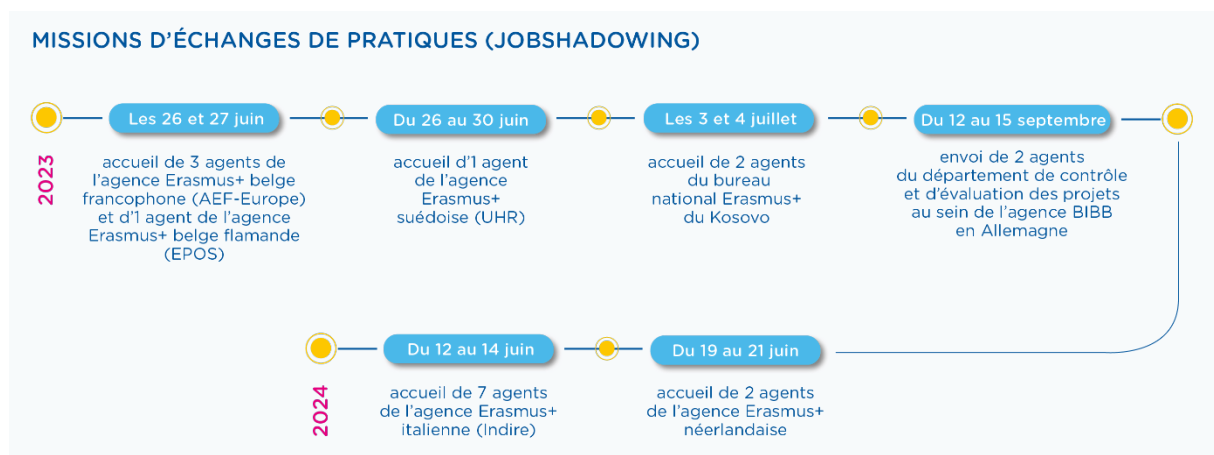 MISSIONS D’ÉCHANGES DE PRATIQUES (JOBSHADOWING)
2023
Les 26 et 27 juin
accueil de 3 agents de
l’agence Erasmus+ belge
francophone (AEF-Europe)
et d’1 agent de l’agence
Erasmus+ belge flamande
(EPOS)
Du 26 au 30 juin
accueil d’1 agent
de l’agence
Erasmus+
suédoise (UHR)
Les 3 et 4 juillet
accueil de 2 agents
du bureau
national Erasmus+
du Kosovo
Du 12 au 15 septembre
envoi de 2 agents
du département de contrôle
et d’évaluation des projets
au sein de l’agence BIBB
en Allemagne
2024
Du 12 au 14 juin
accueil de 7 agents
de l’agence Erasmus+
italienne (Indire)
Du 19 au 21 juin
accueil de 2 agents
de l’agence Erasmus+
néerlandaise